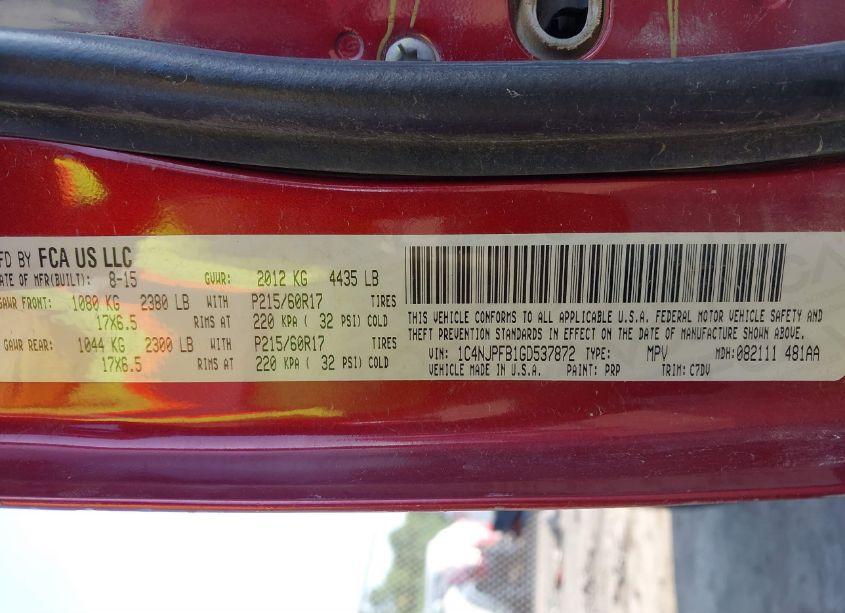 MFD BY FCA US LLC
DATE OF MFR(BUILT): 8-15 GVWR: 2012 KG 4435 LB
GAWR FRONT: 1080 KG 2380 LB WITH P215/60R17 TIRES
17X6.5 RIMS AT 220 KPA ( 32 PSI) COLD
GAWR REAR: 1044 KG 2300 LB WITH P215/60R17 TIRES
17X6.5 RIMS AT 220 KPA ( 32 PSI) COLD
THIS VEHICLE CONFORMS TO ALL APPLICABLE U.S.A. FEDERAL MOTOR VEHICLE SAFETY AND
THEFT PREVENTION STANDARDS IN EFFECT ON THE DATE OF MANUFACTURE SHOWN ABOVE.
VIN: 1C4NJPFB1GD537872 TYPE: MPV MDH: 082111 481AA
VEHICLE MADE IN U.S.A. PAINT: PRP TRIM: C7DV